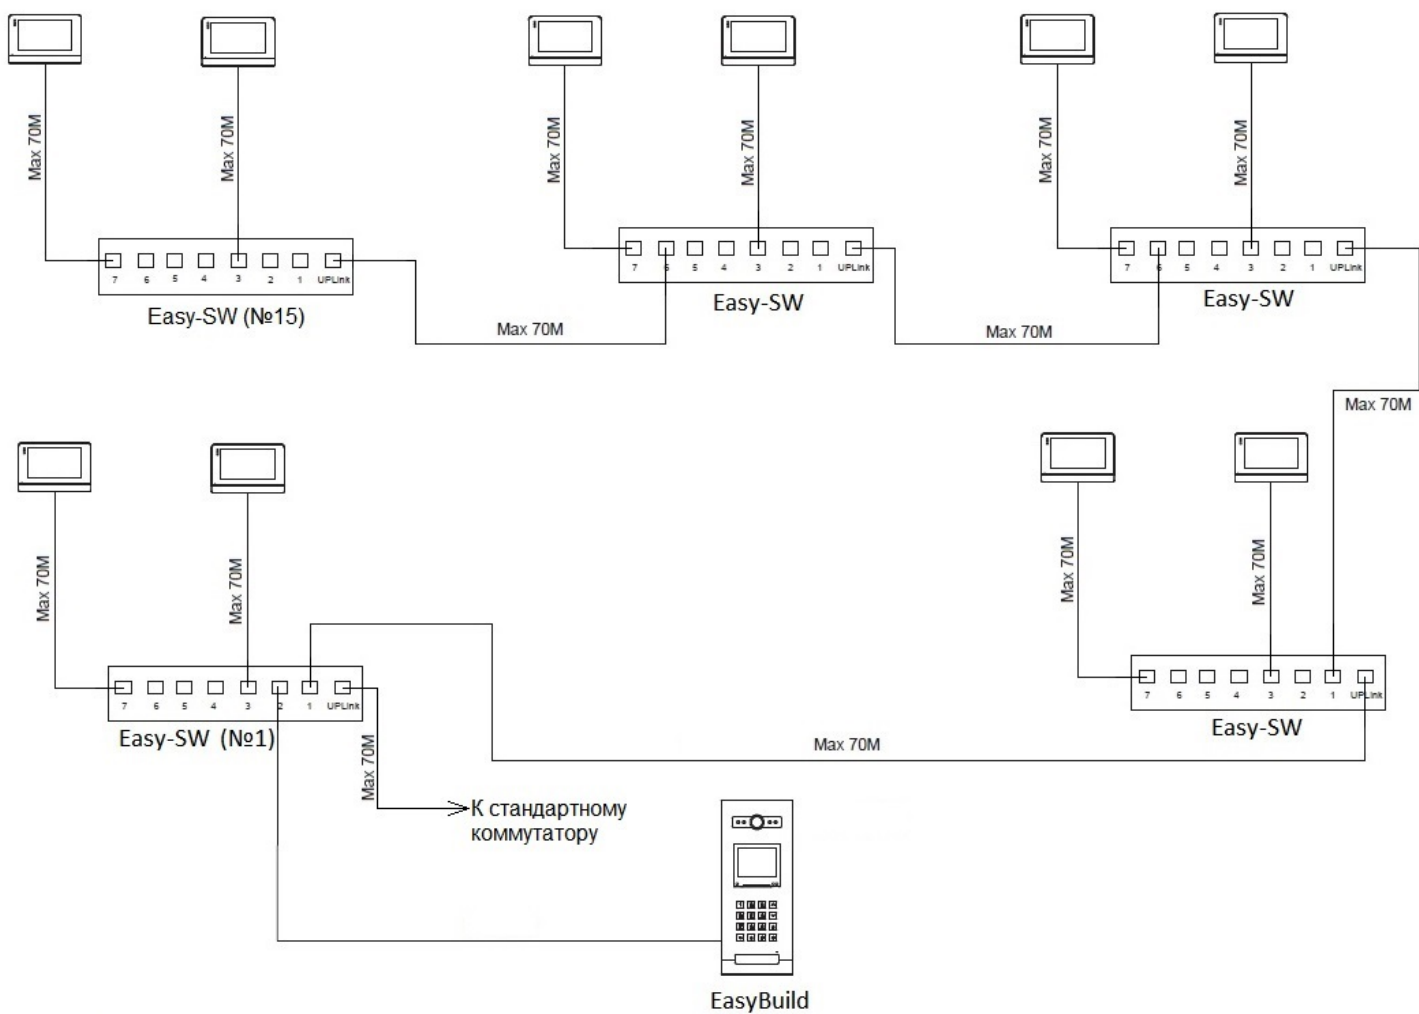 Max 70M
Max 70M
Max 70M
Max 70M
Max 70M
Max 70M
7 6 5 4 3 2 1 UPLink
Easy-SW (№15)
7 6 5 4 3 2 1 UPLink
Easy-SW
7 6 5 4 3 2 1 UPLink
Easy-SW
Max 70M
Max 70M
Max 70M
Max 70M
Max 70M
Max 70M
Max 70M
7 6 5 4 3 2 1 UPLink
Easy-SW (№1)
7 6 5 4 3 2 1 UPLink
Easy-SW
Max 70M
Max 70M
К стандартному
коммутатору
EasyBuild